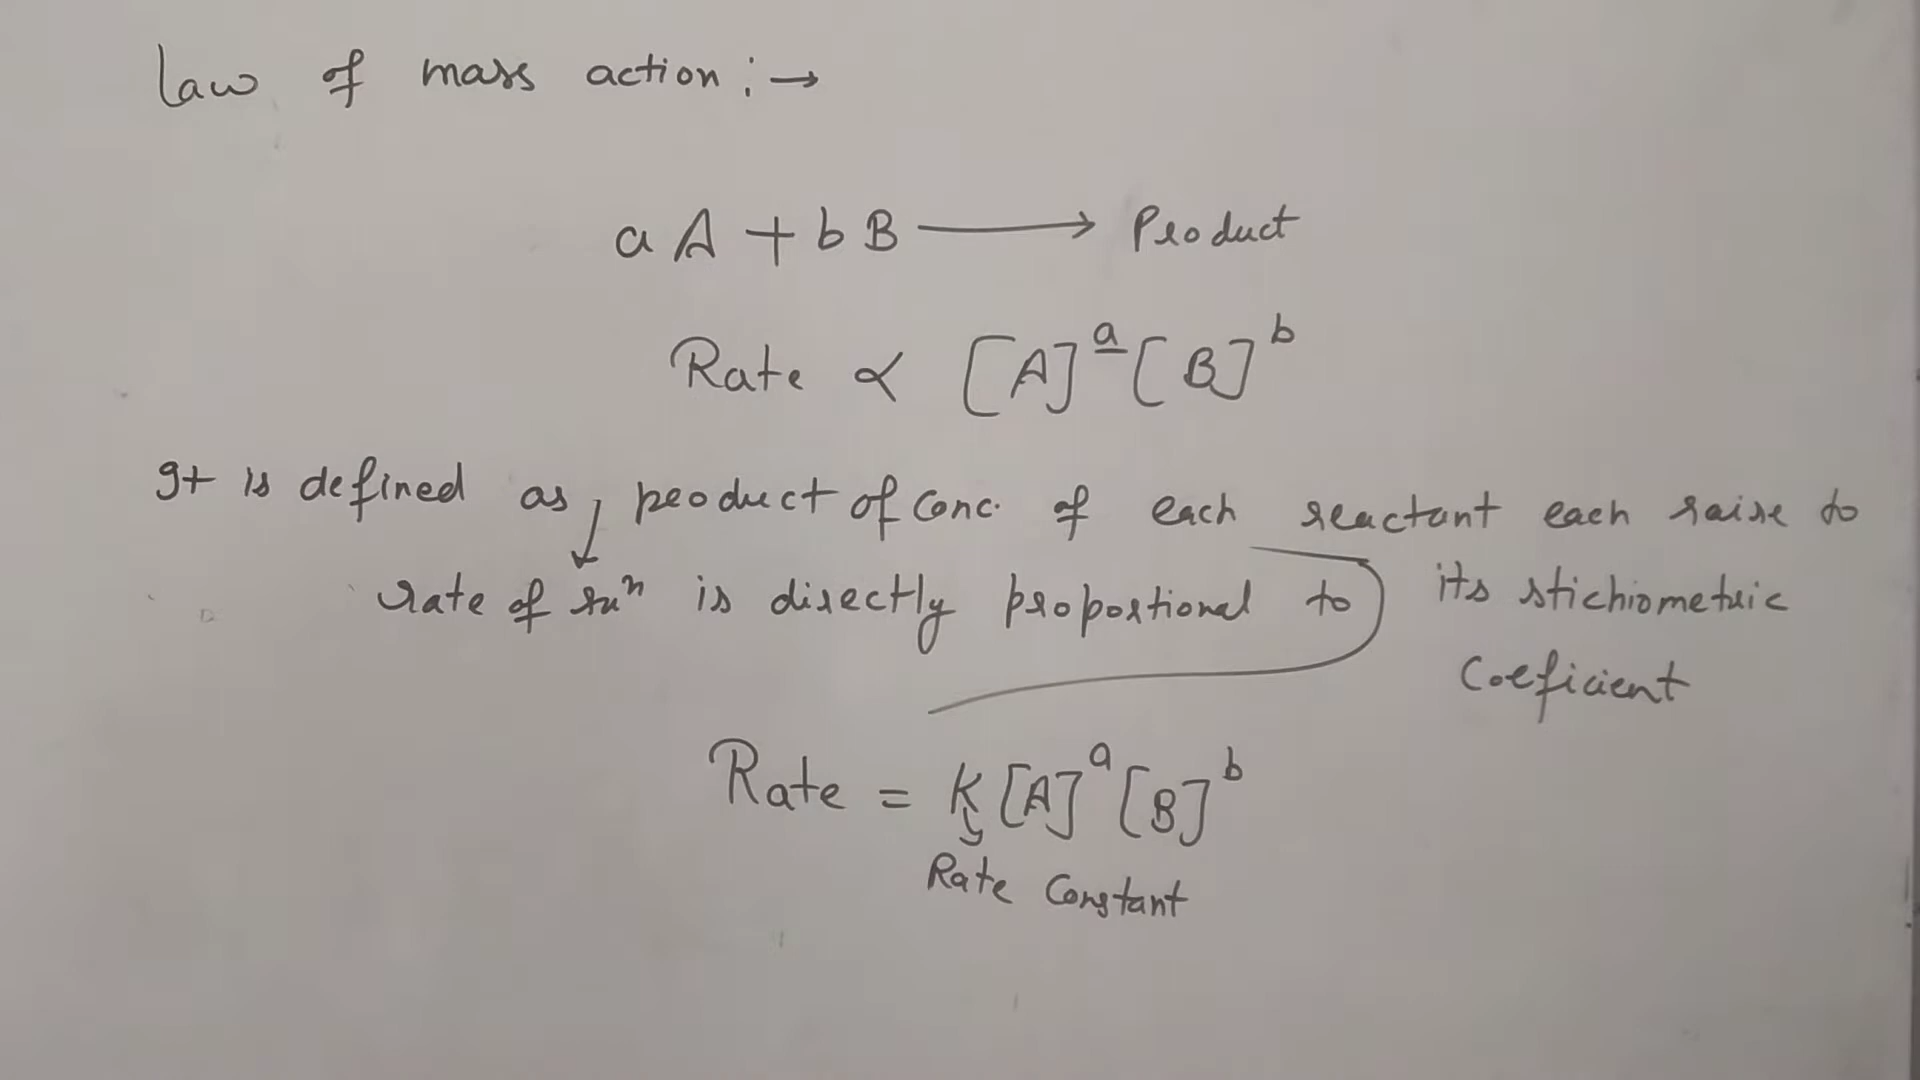 Law of mass action :→
a A + b B ⟶ Product
Rate ∝ [A]^a [B]^b
It is defined as, product of Conc. of each reactant each raise to
rate of rxⁿ is directly proportional to its stichiometric
Coeficient
Rate = K[A]^a [B]^b
Rate Constant